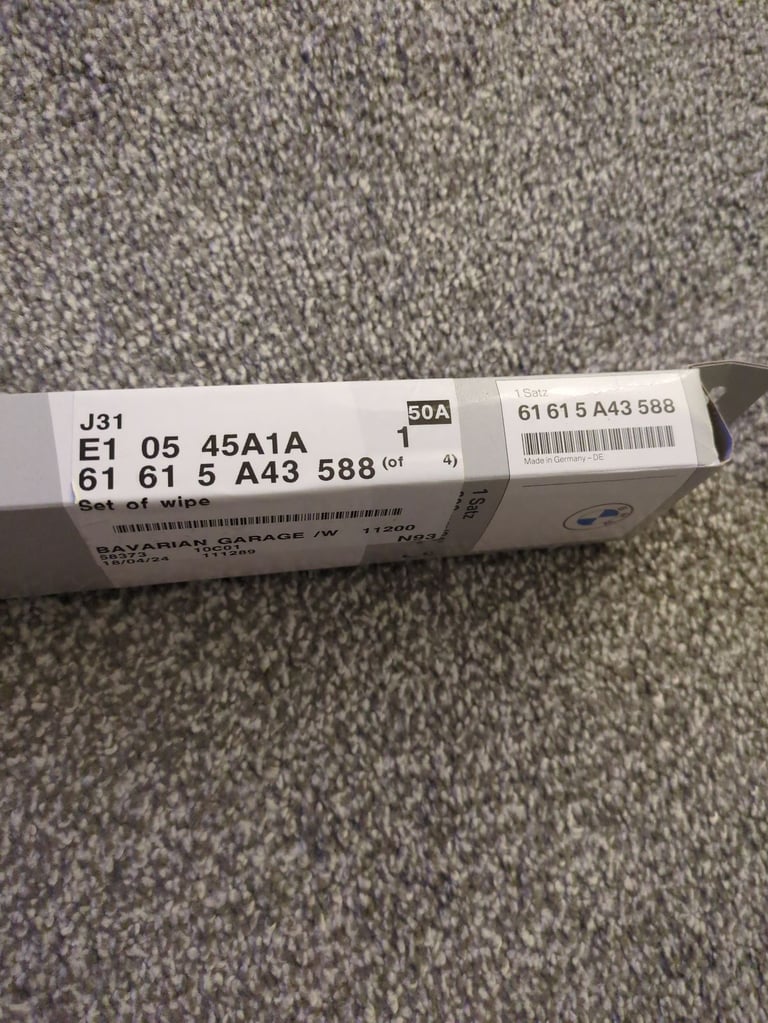 J31
50A
E1 05 45A1A
1
61 61 5 A43 588 (of 4)
Set of wipe
BAVARIAN GARAGE /W 11200
58373 10C01
18/04/24 111289
N93
1 Satz
1 Satz
61 61 5 A43 588
Made in Germany – DE